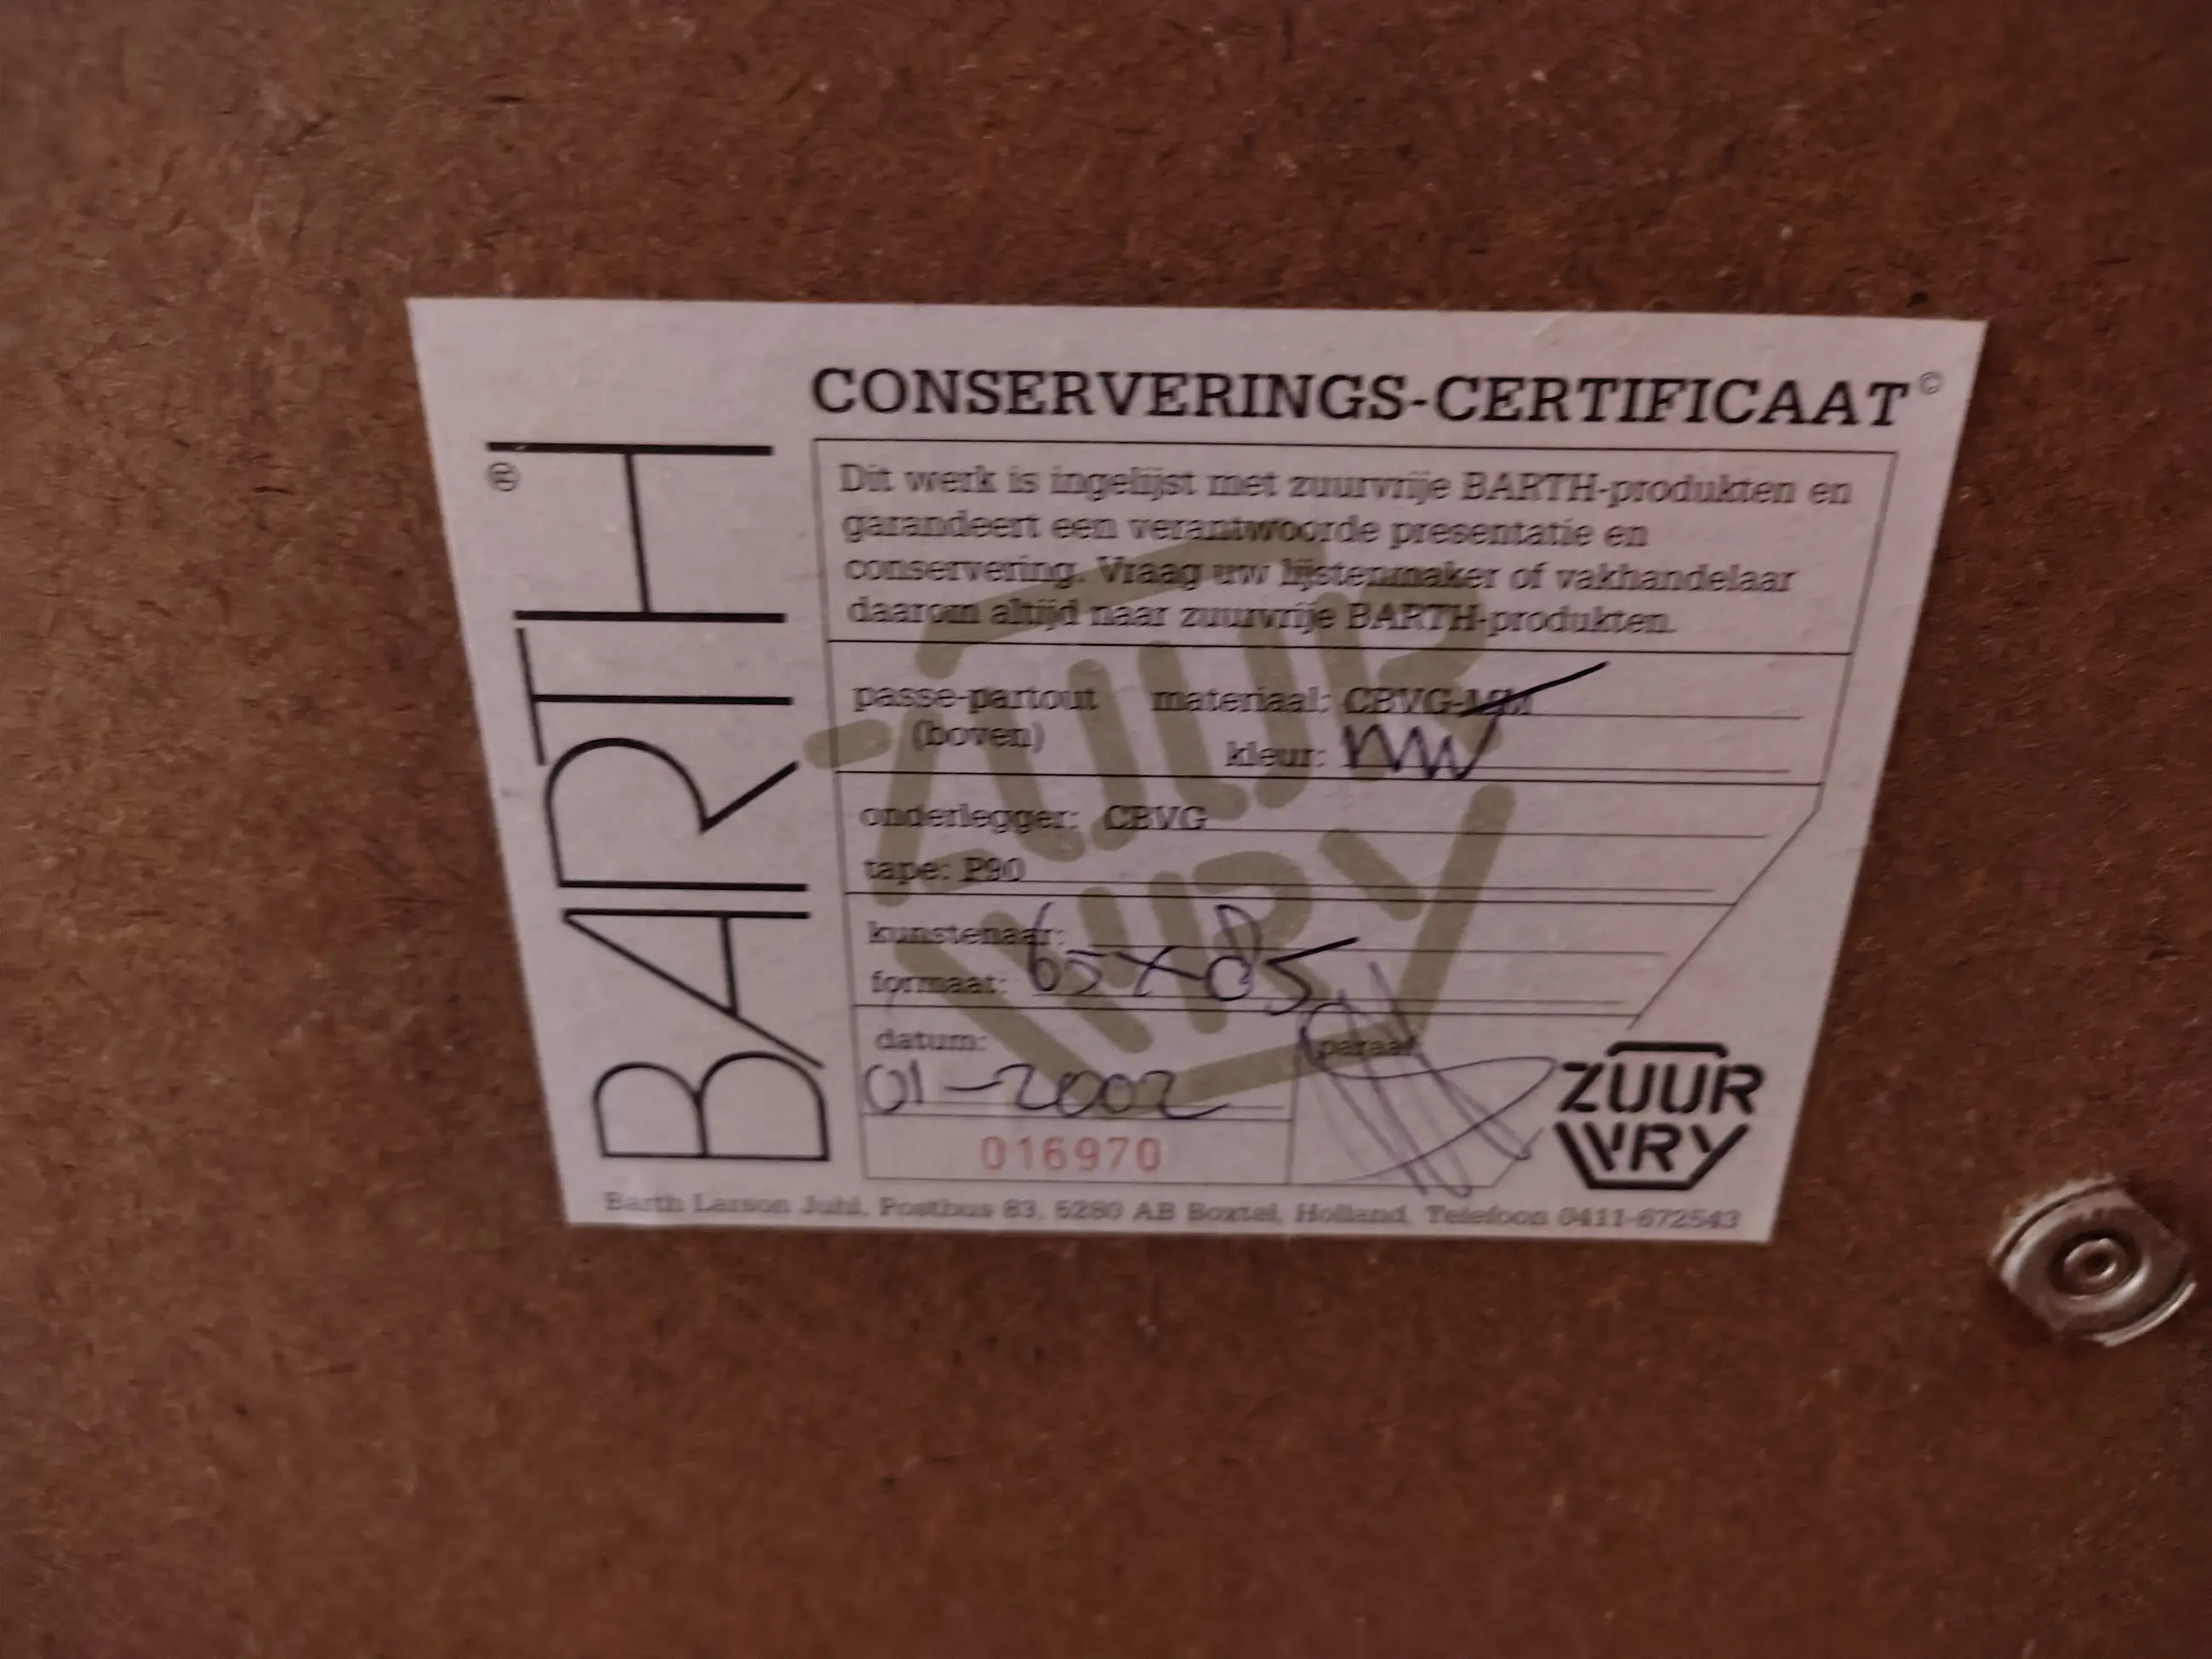 BARTH®
CONSERVERINGS-CERTIFICAAT©
Dit werk is ingelijst met zuurvrije BARTH-produkten en
garandeert een verantwoorde presentatie en
conservering. Vraag uw lijstenmaker of vakhandelaar
daarom altijd naar zuurvrije BARTH-produkten.
passe-partout materiaal: CBVG-
(boven) kleur:
onderlegger: CBVG
tape: P90
kunstenaar:
formaat: 65x85
datum: paraaf
01-2002
016970
ZUUR
VRY
ZUUR
VRY
Barth Larson Juhl, Postbus 83, 5280 AB Boxtel, Holland, Telefoon 0411-672543